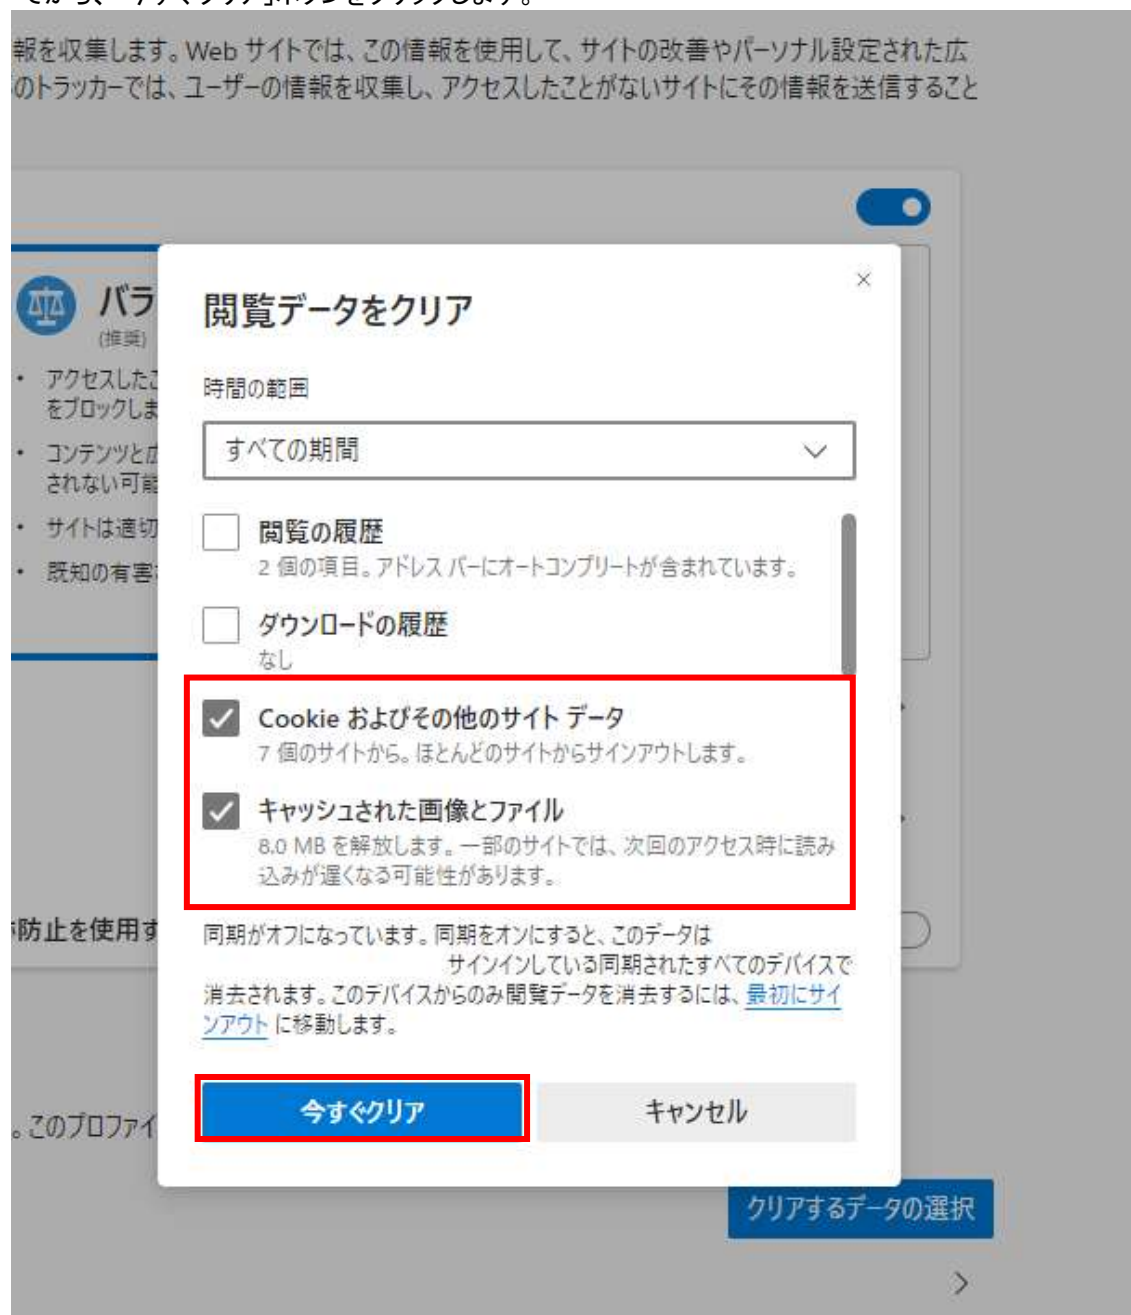 報を収集します。Web サイトでは、この情報を使用して、サイトの改善やパーソナル設定された広
のトラッカーでは、ユーザーの情報を収集し、アクセスしたことがないサイトにその情報を送信すること
バラ
(推奨)
• アクセスしたこ
をブロックしま
• コンテンツと広
されない可能
• サイトは適切
• 既知の有害
閲覧データをクリア
時間の範囲
すべての期間
閲覧の履歴
2 個の項目。アドレス バーにオートコンプリートが含まれています。
ダウンロードの履歴
なし
Cookie およびその他のサイト データ
7 個のサイトから。ほとんどのサイトからサインアウトします。
キャッシュされた画像とファイル
8.0 MB を解放します。一部のサイトでは、次回のアクセス時に読み
込みが遅くなる可能性があります。
防止を使用す
同期がオフになっています。同期をオンにすると、このデータは
サインインしている同期されたすべてのデバイスで
消去されます。このデバイスからのみ閲覧データを消去するには、最初にサイ
ンアウト に移動します。
今すぐクリア
キャンセル
。このプロファイ
クリアするデータの選択